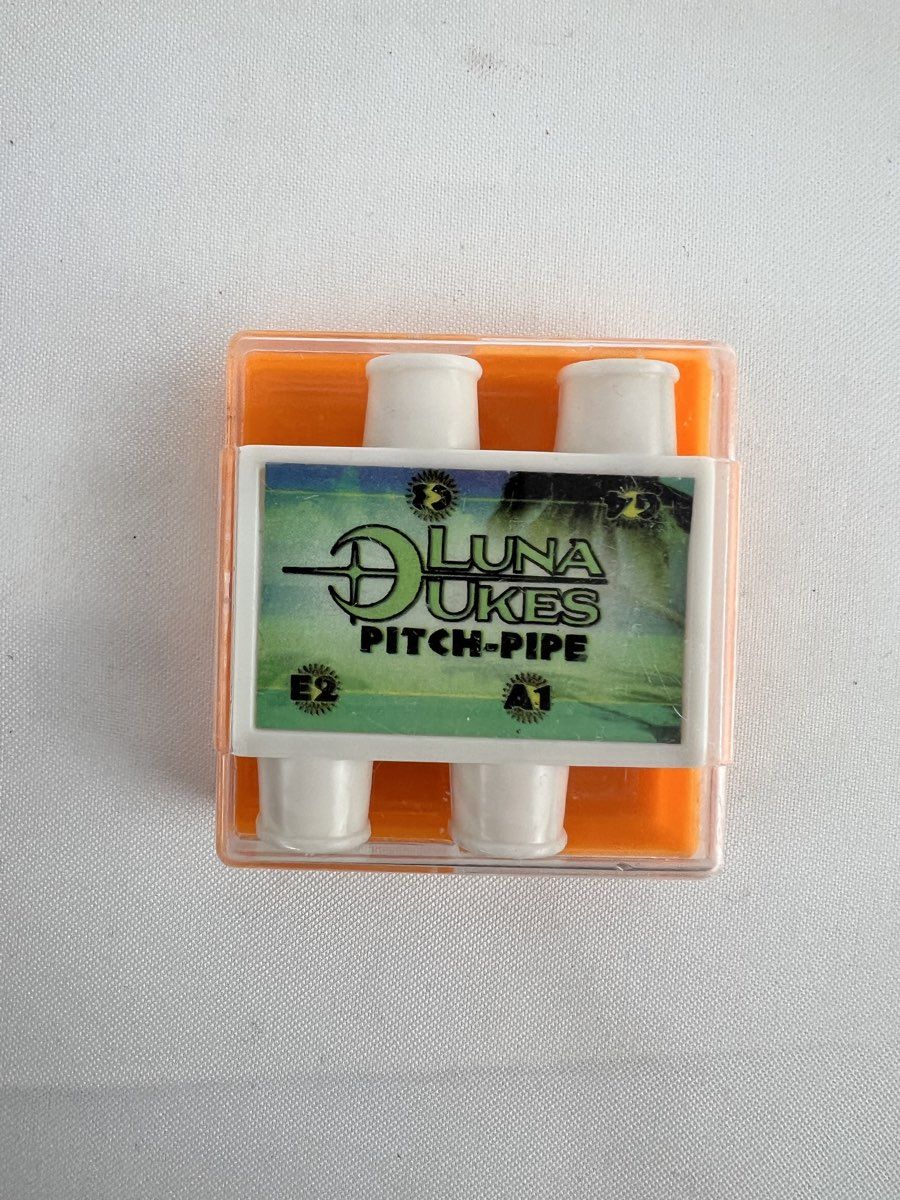 LUNA
UKES
PITCH-PIPE
E2
A1